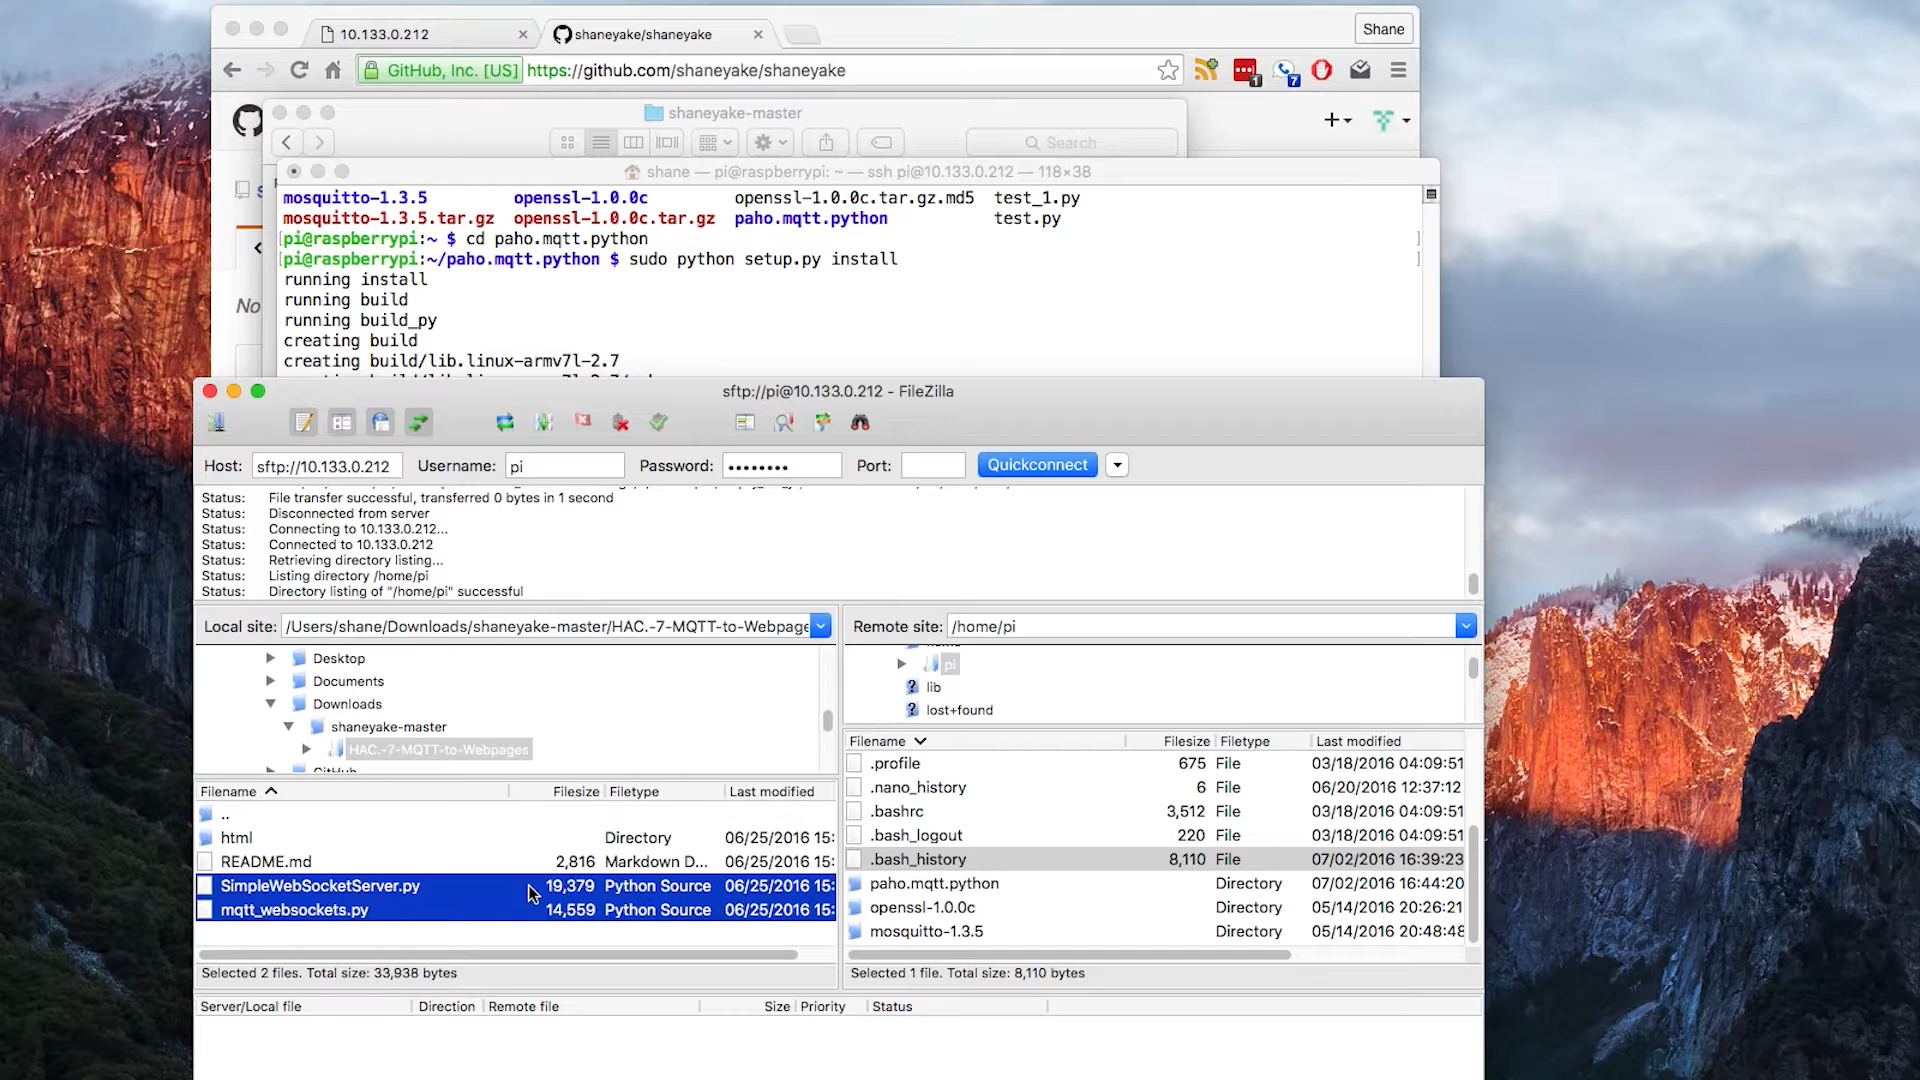 10.133.0.212
shaneyake/shaneyake
Shane
GitHub, Inc. [US] https://github.com/shaneyake/shaneyake
1
7
shaneyake-master
Search
shane — pi@raspberrypi: ~ — ssh pi@10.133.0.212 — 118×38
mosquitto-1.3.5 openssl-1.0.0c openssl-1.0.0c.tar.gz.md5 test_1.py
mosquitto-1.3.5.tar.gz openssl-1.0.0c.tar.gz paho.mqtt.python test.py
[pi@raspberrypi:~ $ cd paho.mqtt.python ]
[pi@raspberrypi:~/paho.mqtt.python $ sudo python setup.py install ]
running install
No
running build
running build_py
creating build
creating build/lib.linux-armv7l-2.7
sftp://pi@10.133.0.212 - FileZilla
Host: sftp://10.133.0.212 Username: pi Password: •••••••• Port: Quickconnect
Status: File transfer successful, transferred 0 bytes in 1 second
Status: Disconnected from server
Status: Connecting to 10.133.0.212...
Status: Connected to 10.133.0.212
Status: Retrieving directory listing...
Status: Listing directory /home/pi
Status: Directory listing of "/home/pi" successful
Local site: /Users/shane/Downloads/shaneyake-master/HAC.-7-MQTT-to-Webpage
Desktop
Documents
Downloads
shaneyake-master
HAC.-7-MQTT-to-Webpages
GitHub
Filename Filesize Filetype Last modified
..
html Directory 06/25/2016 15:
README.md 2,816 Markdown D... 06/25/2016 15:
SimpleWebSocketServer.py 19,379 Python Source 06/25/2016 15:
mqtt_websockets.py 14,559 Python Source 06/25/2016 15:
Selected 2 files. Total size: 33,938 bytes
Remote site: /home/pi
pi
lib
lost+found
Filename Filesize Filetype Last modified
.profile 675 File 03/18/2016 04:09:51
.nano_history 6 File 06/20/2016 12:37:12
.bashrc 3,512 File 03/18/2016 04:09:51
.bash_logout 220 File 03/18/2016 04:09:51
.bash_history 8,110 File 07/02/2016 16:39:23
paho.mqtt.python Directory 07/02/2016 16:44:20
openssl-1.0.0c Directory 05/14/2016 20:26:21
mosquitto-1.3.5 Directory 05/14/2016 20:48:48
Selected 1 file. Total size: 8,110 bytes
Server/Local file Direction Remote file Size Priority Status